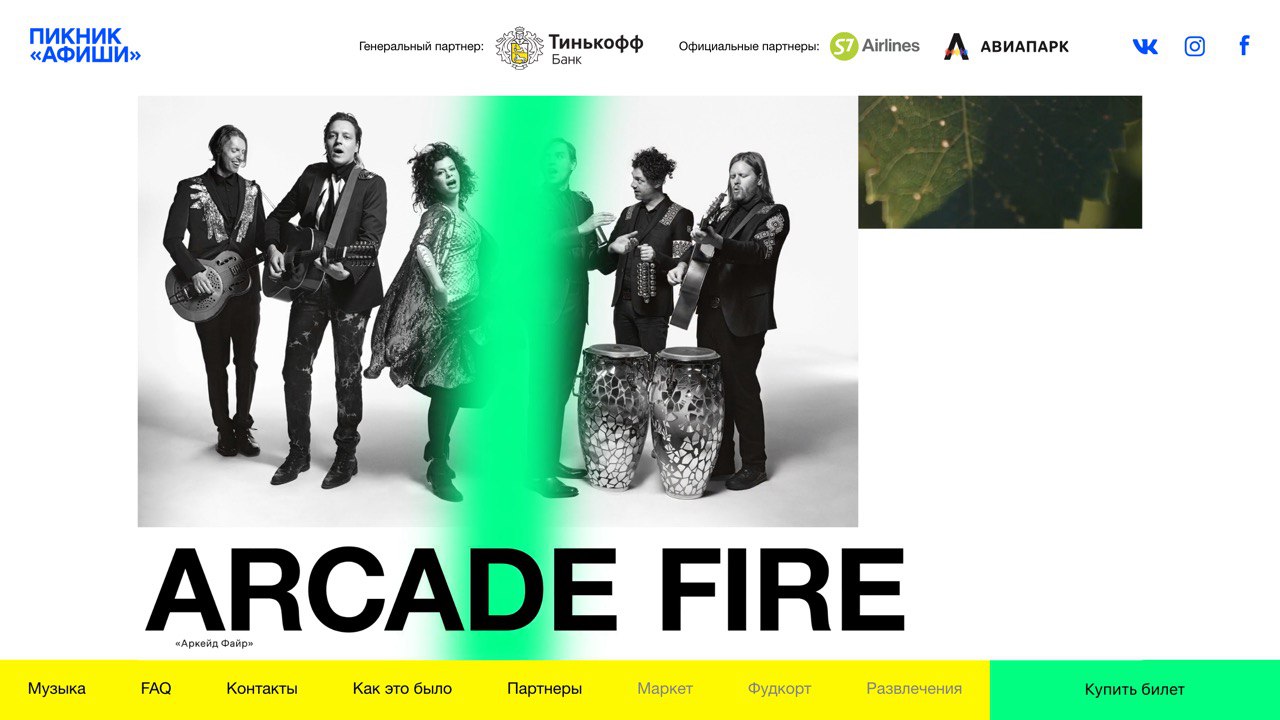 ПИКНИК
«АФИШИ»
Генеральный партнер:
Тинькофф
Банк
Официальные партнеры:
S7 Airlines
АВИАПАРК
ARCADE FIRE
«Аркейд Файр»
Музыка FAQ Контакты Как это было Партнеры Маркет Фудкорт Развлечения Купить билет